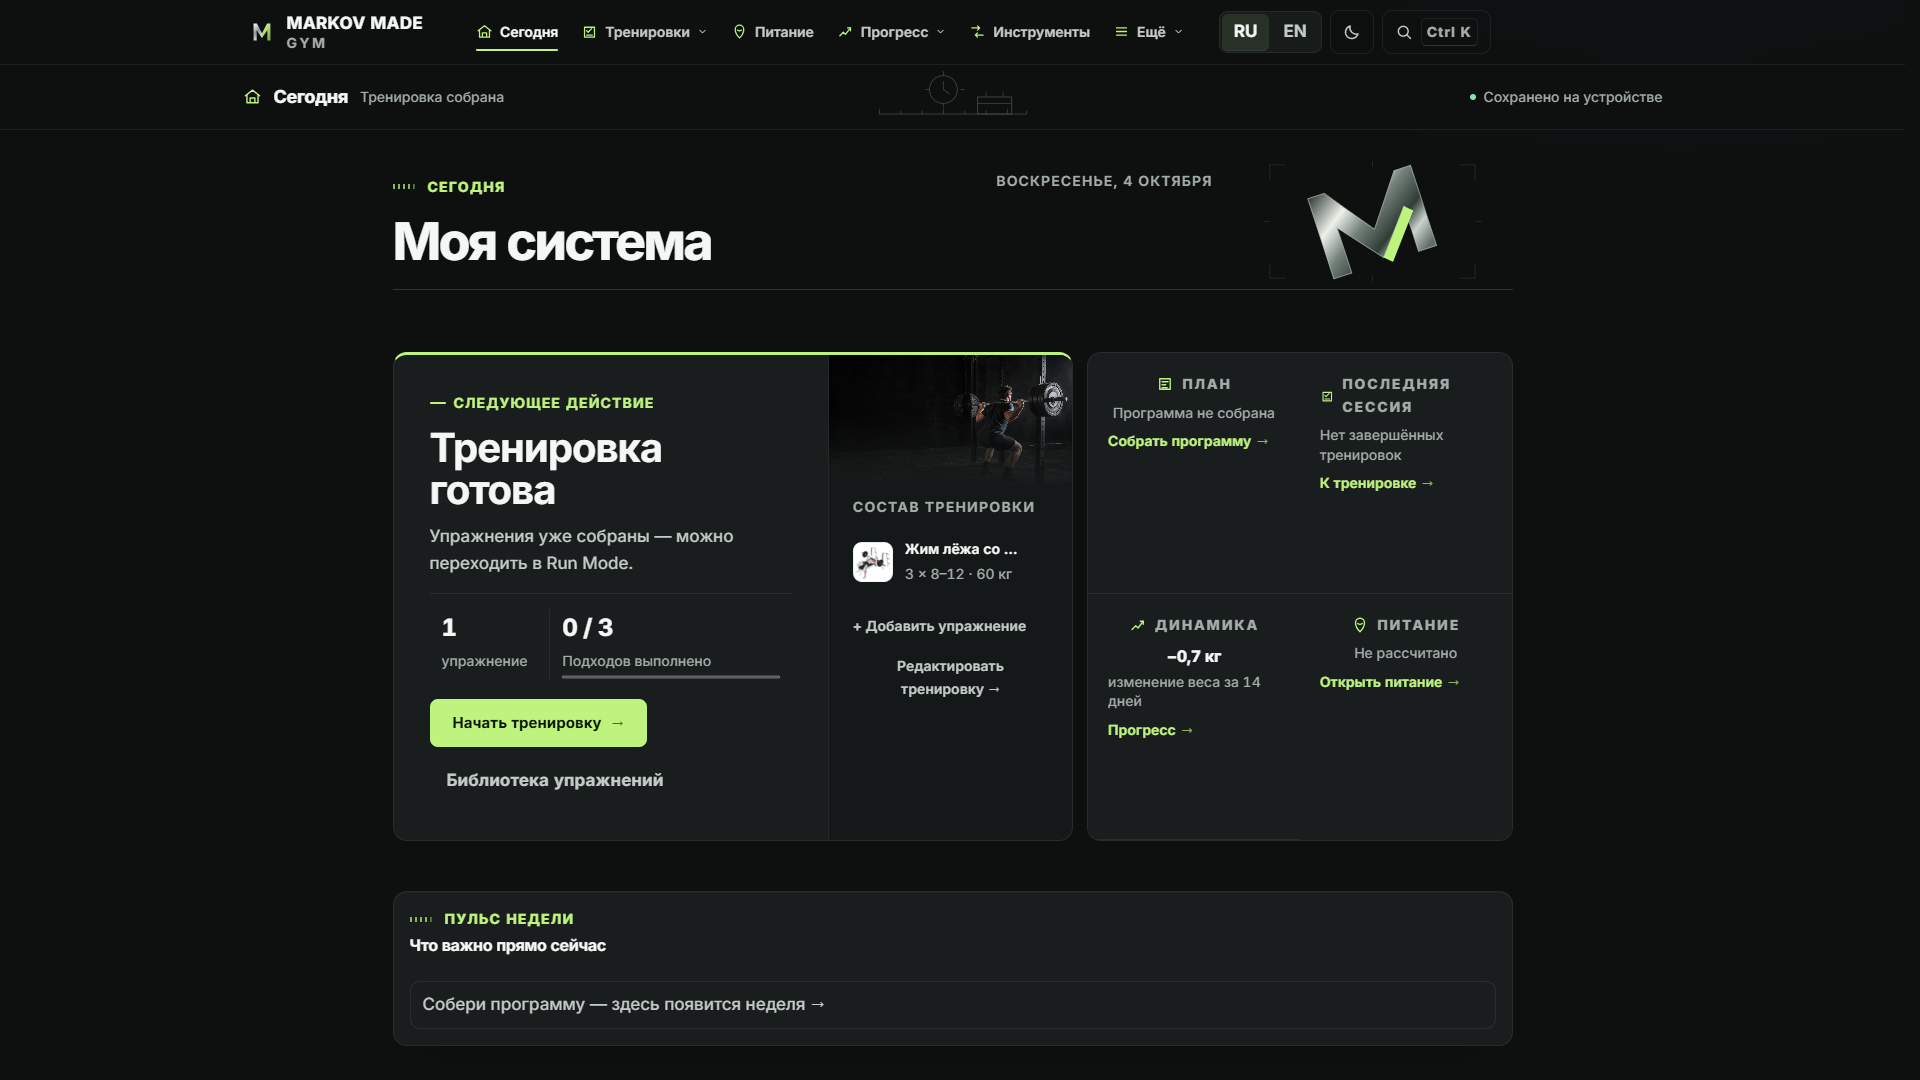 MARKOV MADE
GYM
Сегодня
Тренировки
Питание
Прогресс
Инструменты
Ещё
RU
EN
Ctrl K
Сегодня
Тренировка собрана
Сохранено на устройстве
СЕГОДНЯ
ВОСКРЕСЕНЬЕ, 4 ОКТЯБРЯ
Моя система
СЛЕДУЮЩЕЕ ДЕЙСТВИЕ
Тренировка
готова
Упражнения уже собраны — можно
переходить в Run Mode.
1
упражнение
0 / 3
Подходов выполнено
Начать тренировку →
Библиотека упражнений
СОСТАВ ТРЕНИРОВКИ
Жим лёжа со ...
3 × 8–12 · 60 кг
+ Добавить упражнение
Редактировать
тренировку →
ПЛАН
Программа не собрана
Собрать программу →
ПОСЛЕДНЯЯ
СЕССИЯ
Нет завершённых
тренировок
К тренировке →
ДИНАМИКА
−0,7 кг
изменение веса за 14
дней
Прогресс →
ПИТАНИЕ
Не рассчитано
Открыть питание →
ПУЛЬС НЕДЕЛИ
Что важно прямо сейчас
Собери программу — здесь появится неделя →